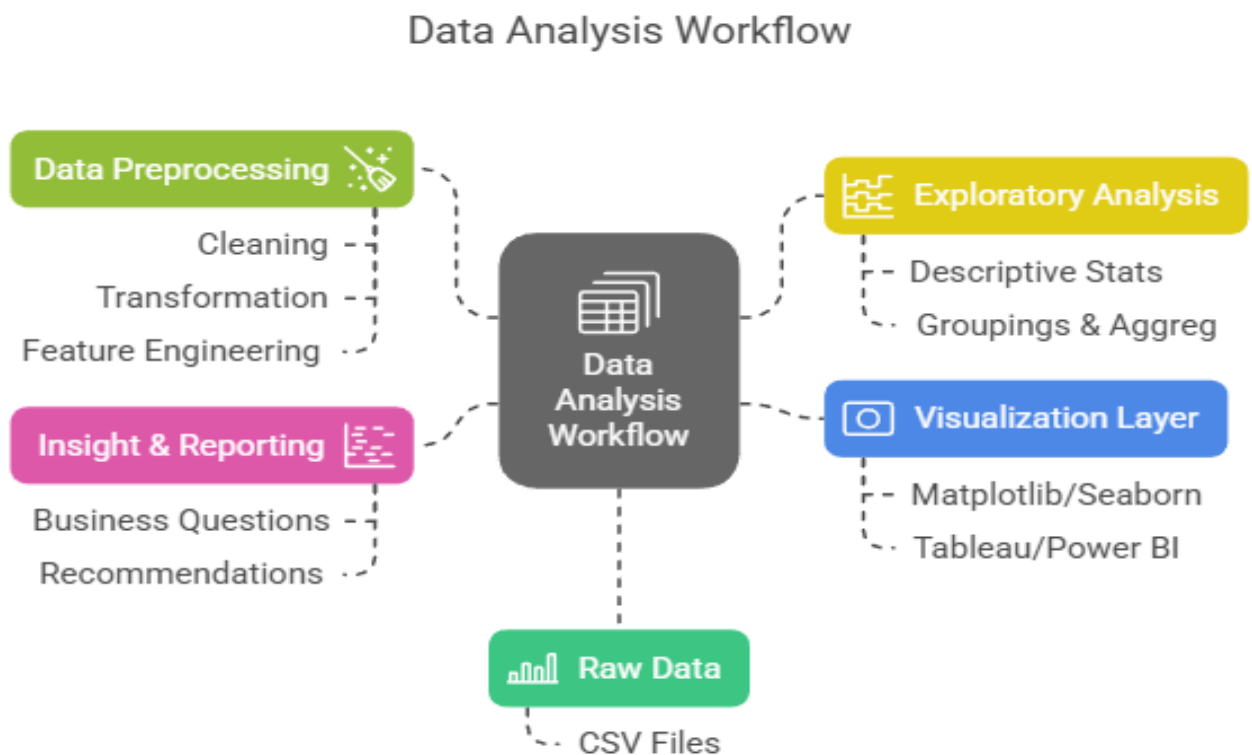 Data Analysis Workflow
Data Preprocessing
Cleaning
Transformation
Feature Engineering
Insight & Reporting
Business Questions
Recommendations
Data
Analysis
Workflow
Exploratory Analysis
Descriptive Stats
Groupings & Aggreg
Visualization Layer
Matplotlib/Seaborn
Tableau/Power BI
Raw Data
CSV Files